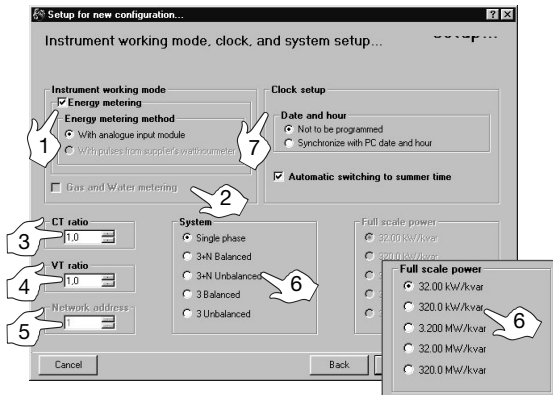 Setup for new configuration...
Instrument working mode, clock, and system setup...
Instrument working mode
Energy metering
Energy metering method
With analogue input module
With pulses from supplier's watthourmeter
1
Gas and Water metering
2
Clock setup
Date and hour
Not to be programmed
Synchronize with PC date and hour
7
Automatic switching to summer time
CT ratio
1,0
3
VT ratio
1,0
4
Network address
1
5
System
Single phase
3+N Balanced
3+N Unbalanced
3 Balanced
3 Unbalanced
6
Full scale power
32.00 kW/kvar
320.0 kW/kvar
Full scale power
32.00 kW/kvar
320.0 kW/kvar
3.200 MW/kvar
32.00 MW/kvar
320.0 MW/kvar
6
Cancel
Back